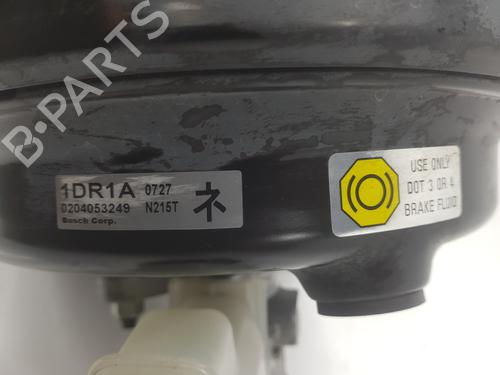 B-PARTS
1DR1A 0727
0204053249 N215T
Bosch Corp.
ネ
USE ONLY
DOT 3 OR 4
BRAKE FLUID